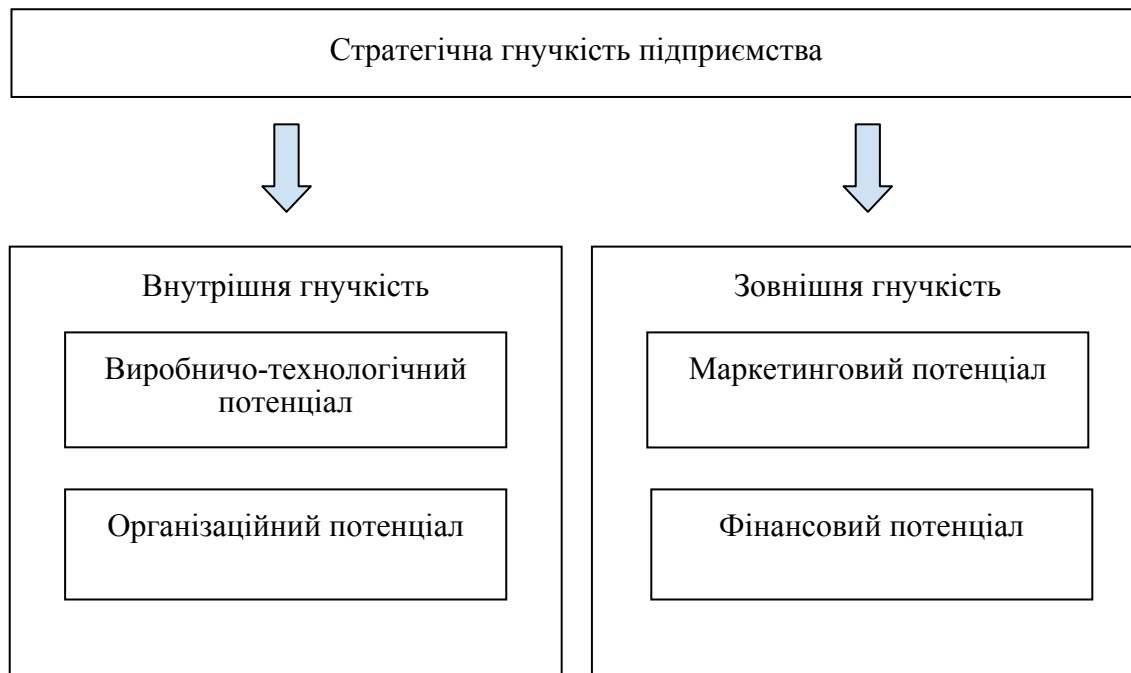 Стратегічна гнучкість підприємства
Внутрішня гнучкість
Виробничо-технологічний
потенціал
Організаційний потенціал
Зовнішня гнучкість
Маркетинговий потенціал
Фінансовий потенціал